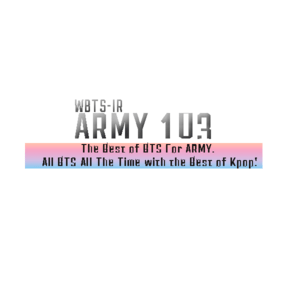 WBTS-IR
ARMY 103
The Best of BTS For ARMY.
All BTS All The Time with the Best of Kpop!